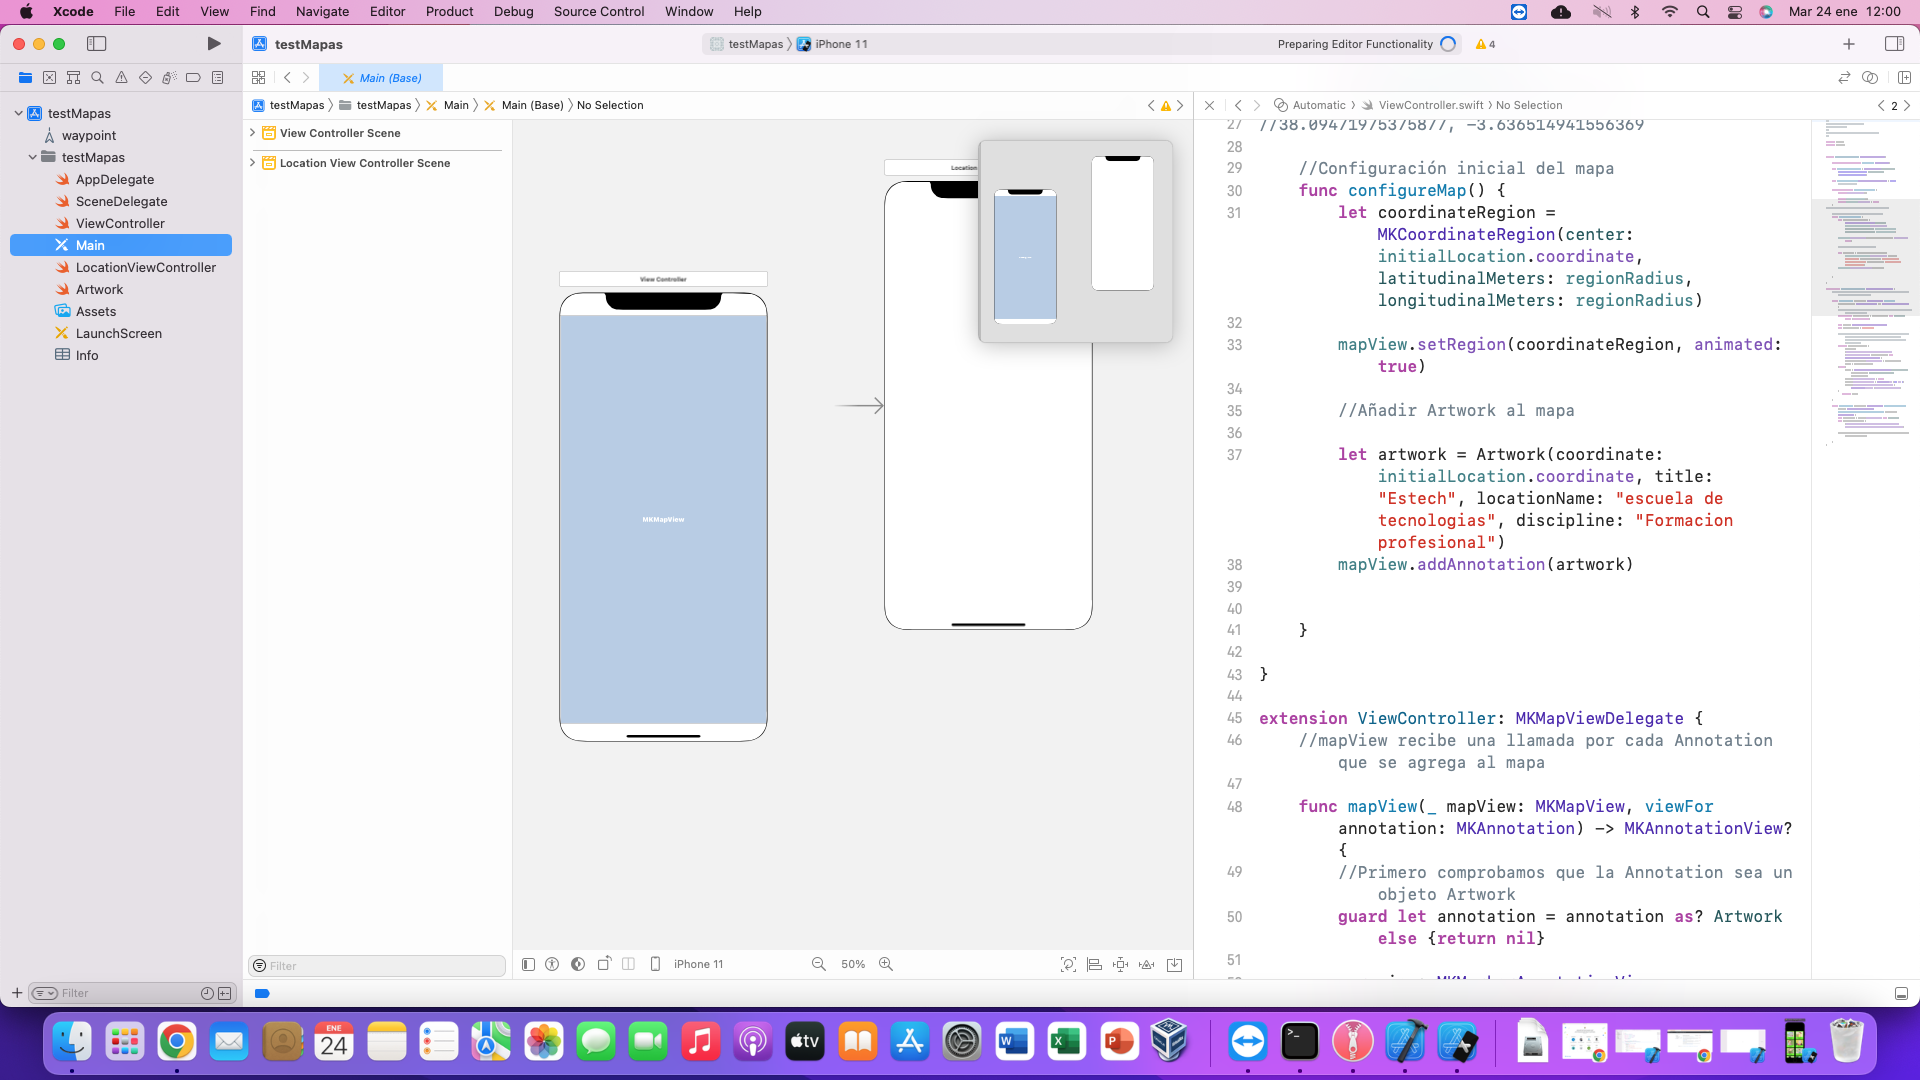 Xcode File Edit View Find Navigate Editor Product Debug Source Control Window Help Mar 24 ene 12:00
testMapas testMapas iPhone 11 Preparing Editor Functionality 4
Main (Base)
testMapas
waypoint
testMapas
AppDelegate
SceneDelegate
ViewController
Main
LocationViewController
Artwork
Assets
LaunchScreen
Info
Filter
testMapas testMapas Main Main (Base) No Selection
View Controller Scene
Location View Controller Scene
Filter
View Controller
MKMapView
Location
iPhone 11 50%
Automatic ViewController.swift No Selection 2
27 //38.09471975375877, -3.636514941556369
28
29 //Configuración inicial del mapa
30 func configureMap() {
31 let coordinateRegion =
MKCoordinateRegion(center:
initialLocation.coordinate,
latitudinalMeters: regionRadius,
longitudinalMeters: regionRadius)
32
33 mapView.setRegion(coordinateRegion, animated:
true)
34
35 //Añadir Artwork al mapa
36
37 let artwork = Artwork(coordinate:
initialLocation.coordinate, title:
"Estech", locationName: "escuela de
tecnologias", discipline: "Formacion
profesional")
38 mapView.addAnnotation(artwork)
39
40
41 }
42
43 }
44
45 extension ViewController: MKMapViewDelegate {
46 //mapView recibe una llamada por cada Annotation
que se agrega al mapa
47
48 func mapView(_ mapView: MKMapView, viewFor
annotation: MKAnnotation) -> MKAnnotationView?
{
49 //Primero comprobamos que la Annotation sea un
objeto Artwork
50 guard let annotation = annotation as? Artwork
else {return nil}
51
ENE
24
tv
W
X
P